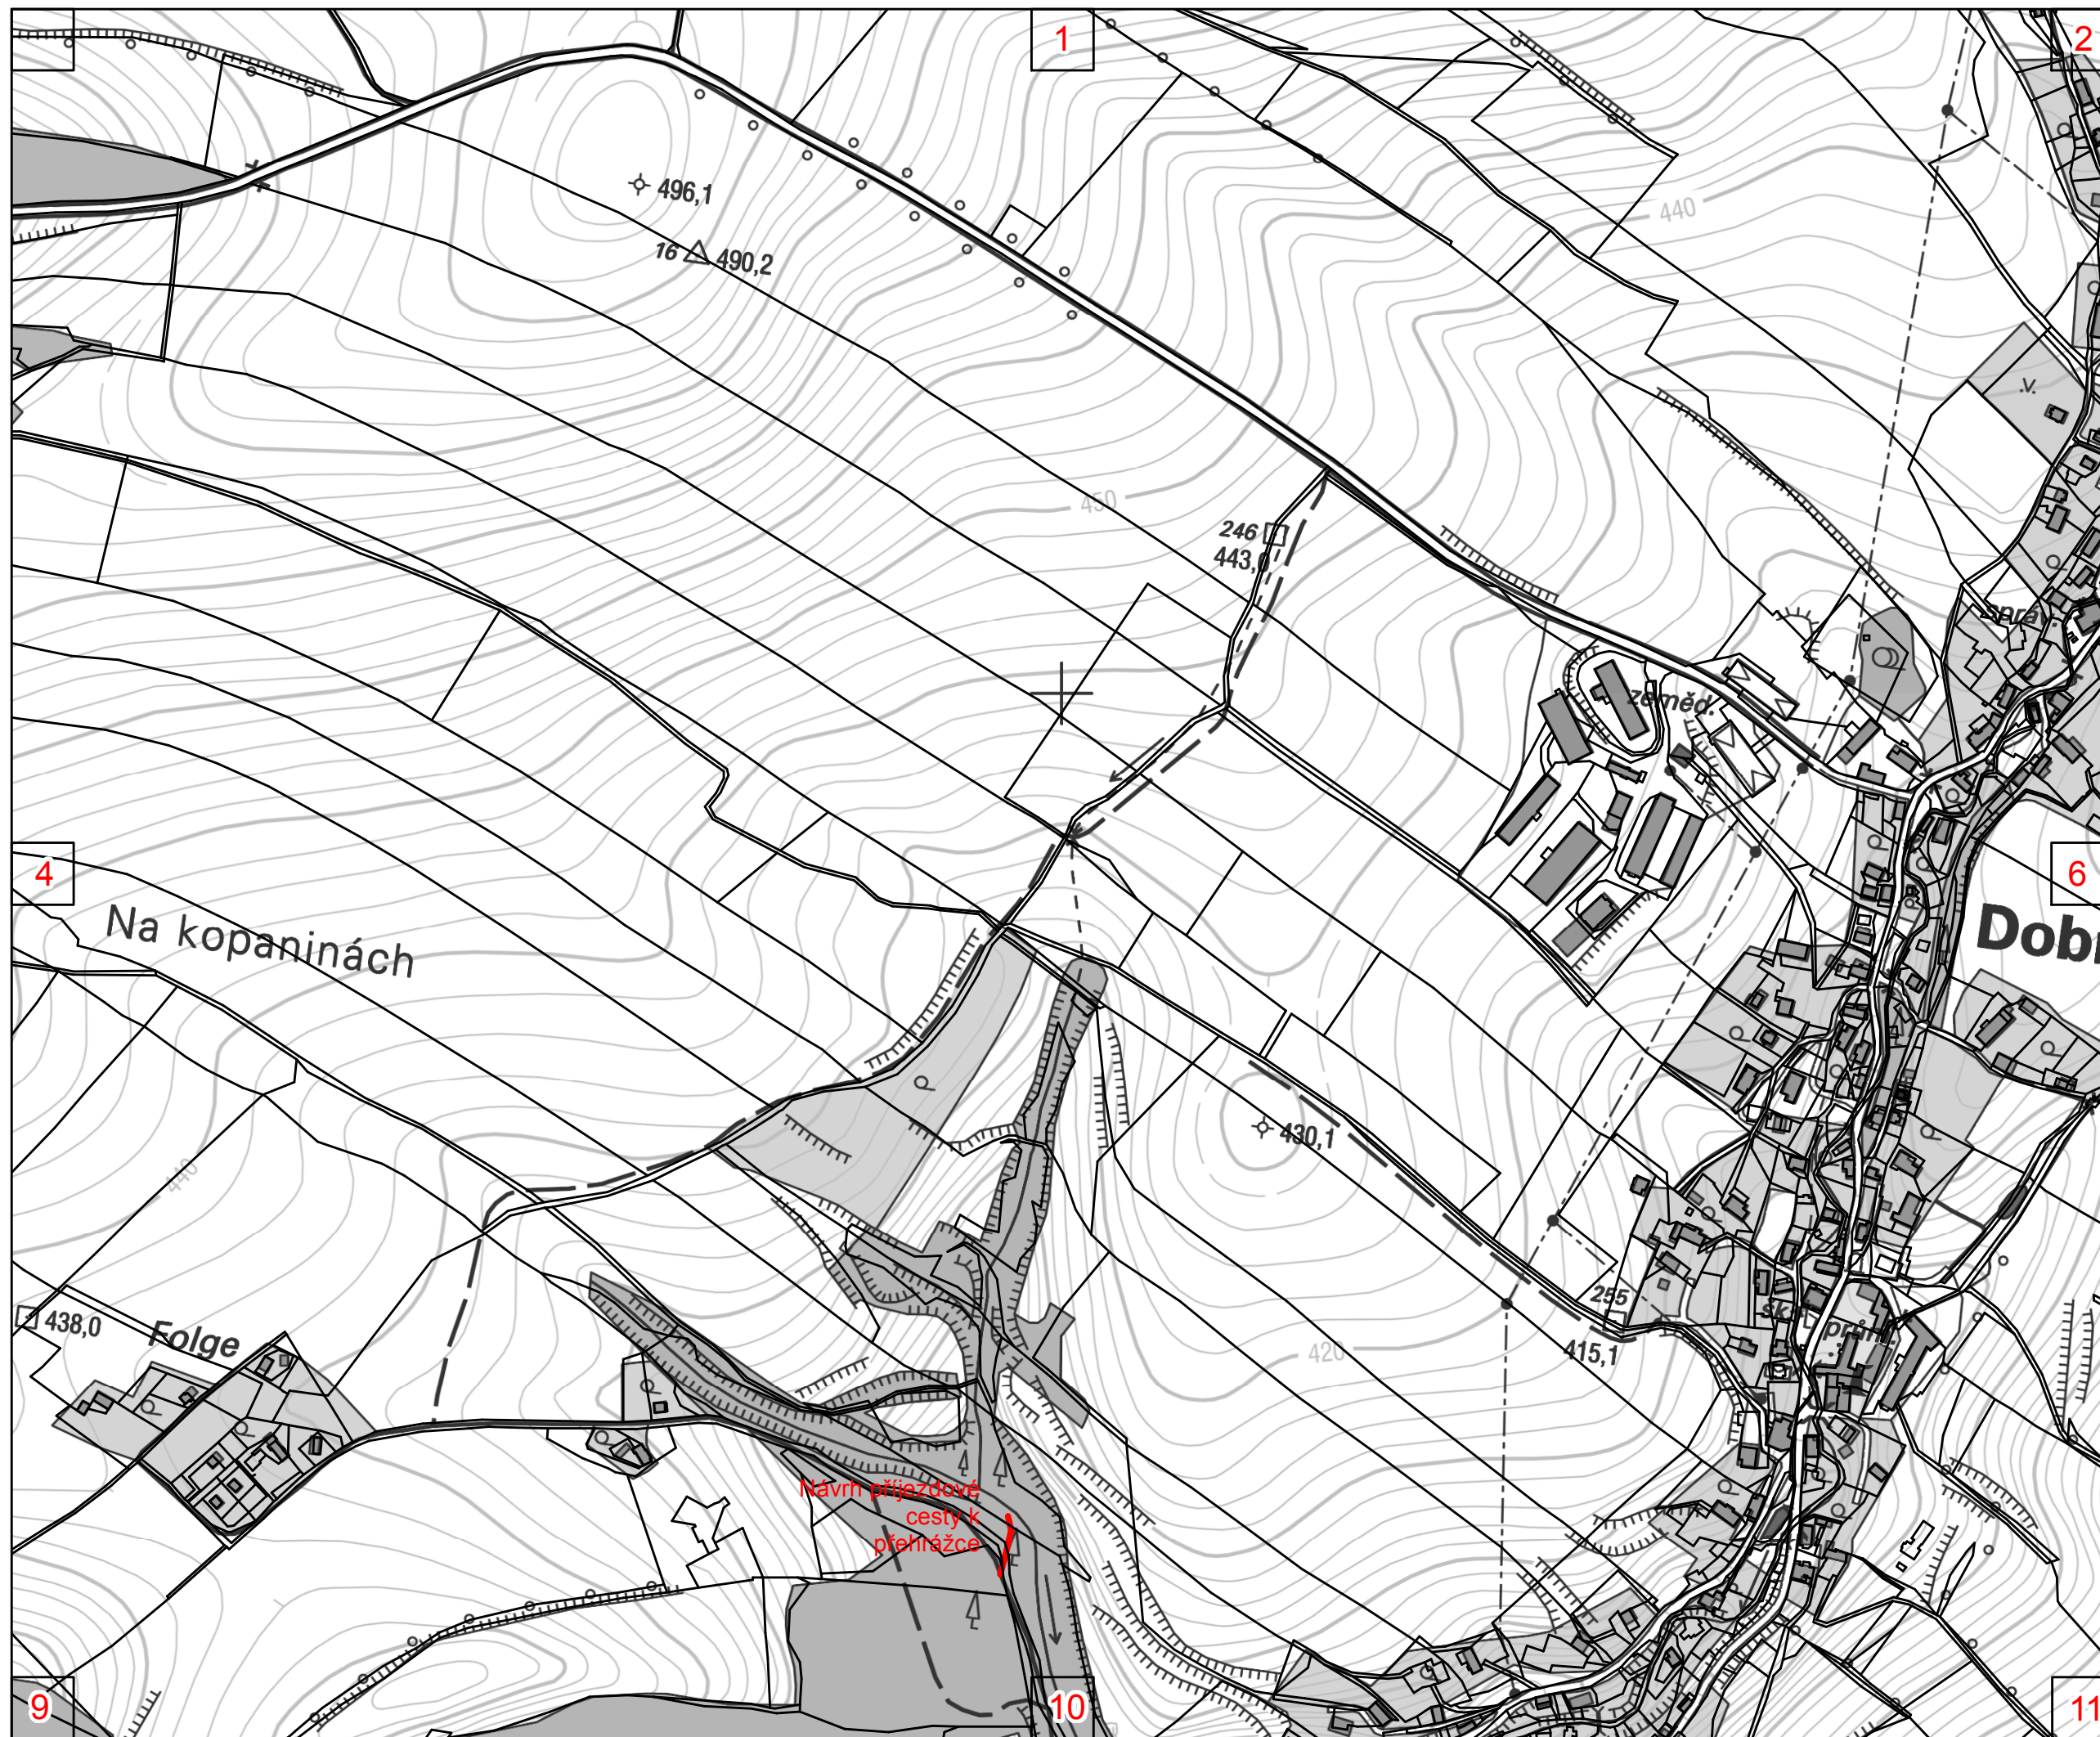 1
2
496,1
16
490,2
440
.v.
450
246
443,0
zeměd.
4
6
Na kopaninách
Dobr
430,1
440
255
438,0
Folge
420
415,1
průml.
Návrh příjezdové
cesty k
přehrážce
9
10
11